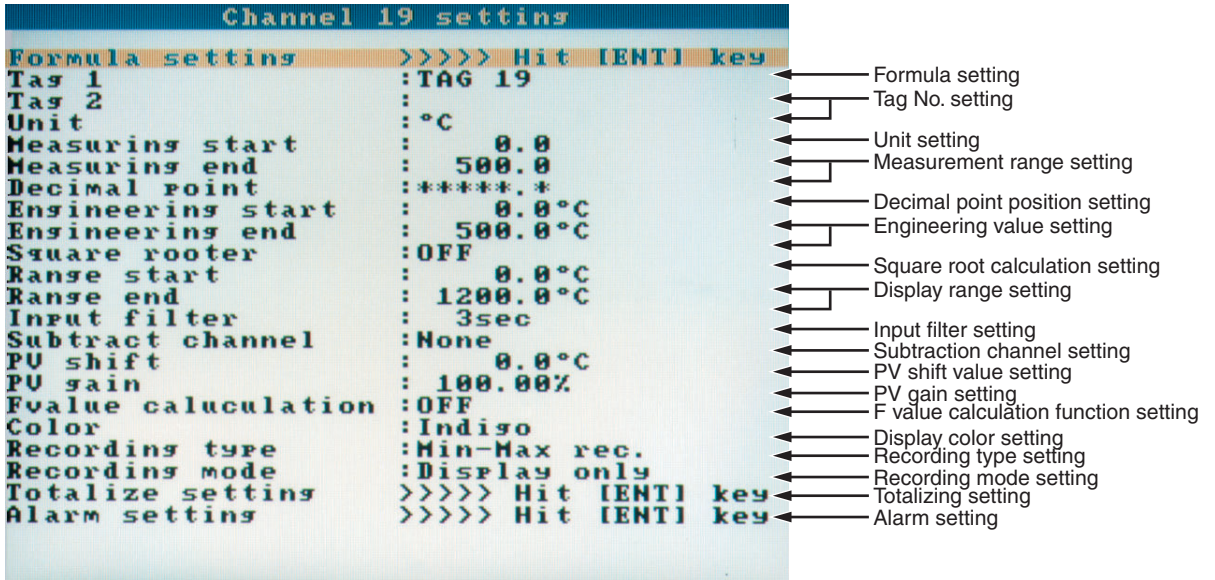 Channel 19 setting
Formula setting >>>>> Hit [ENT] key
Tag 1 :TAG 19
Tag 2 :
Unit :°C
Measuring start : 0.0
Measuring end : 500.0
Decimal point :*****.*
Engineering start : 0.0°C
Engineering end : 500.0°C
Square rooter :OFF
Range start : 0.0°C
Range end : 1200.0°C
Input filter : 3sec
Subtract channel :None
PV shift : 0.0°C
PV gain : 100.00%
Fvalue caluculation :OFF
Color :Indigo
Recording type :Min-Max rec.
Recording mode :Display only
Totalize setting >>>>> Hit [ENT] key
Alarm setting >>>>> Hit [ENT] key
Formula setting
Tag No. setting
Unit setting
Measurement range setting
Decimal point position setting
Engineering value setting
Square root calculation setting
Display range setting
Input filter setting
Subtraction channel setting
PV shift value setting
PV gain setting
F value calculation function setting
Display color setting
Recording type setting
Recording mode setting
Totalizing setting
Alarm setting